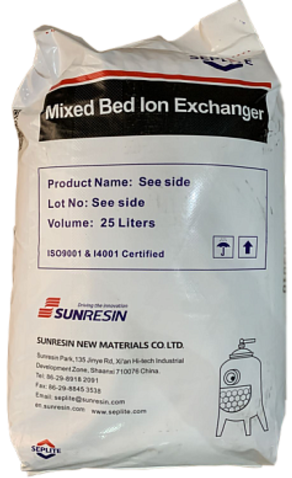 SEPLITE
Mixed Bed Ion Exchanger
Product Name: See side
Lot No: See side
Volume: 25 Liters
ISO9001 & I4001 Certified
Driving the innovation
SUNRESIN
SUNRESIN NEW MATERIALS CO. LTD.
Sunresin Park, 135 Jinye Rd, Xi'an Hi-tech Industrial
Development Zone, Shaanxi 710076 China.
Tel: 86-29-8918 2091
Fax: 86-29-8845 3538
Email: seplite@sunresin.com
en.sunresin.com www.seplite.com
SEPLITE